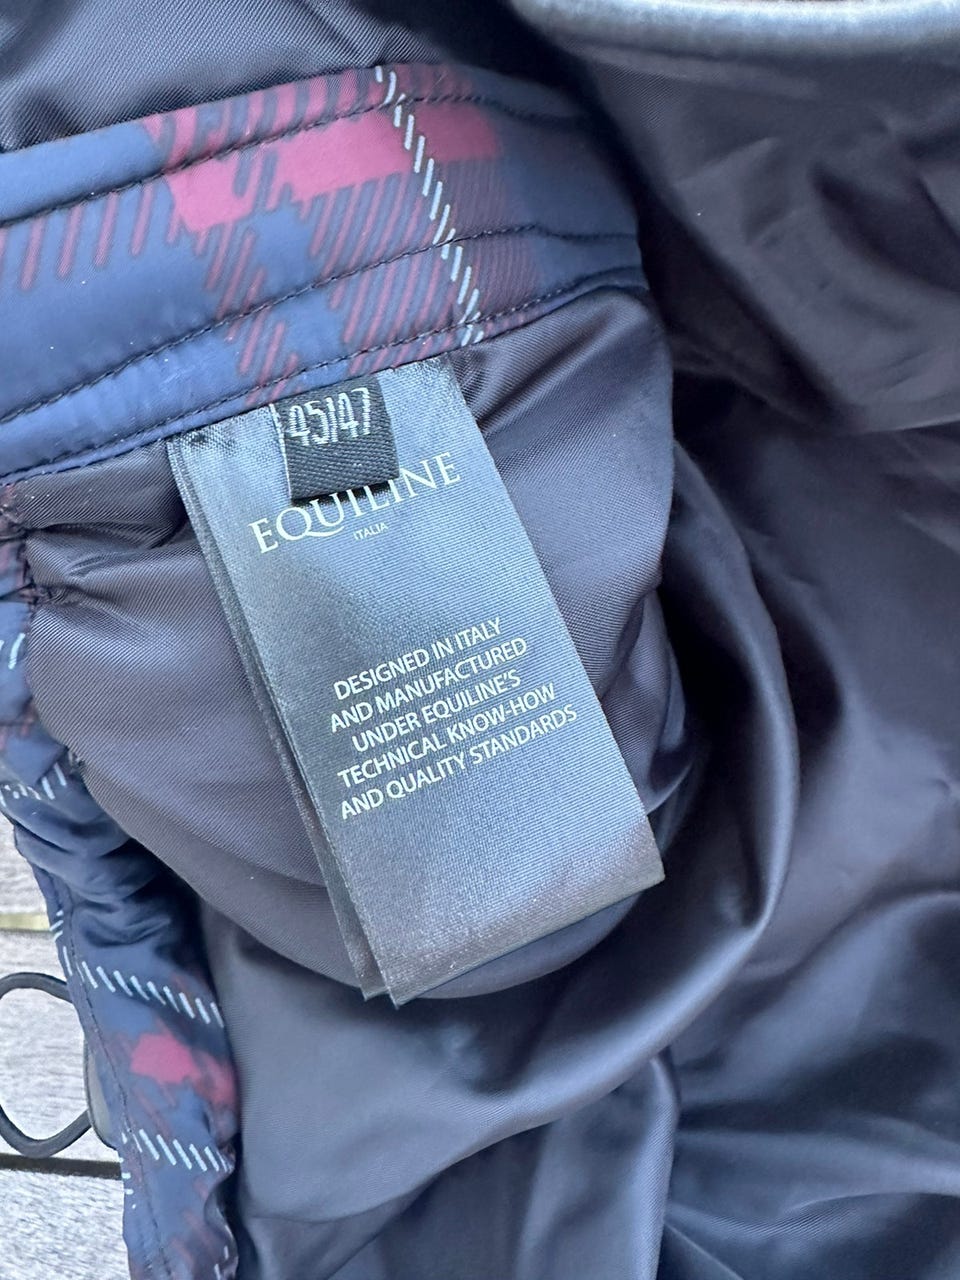 45/47
EQUILINE
ITALIA
DESIGNED IN ITALY
AND MANUFACTURED
UNDER EQUILINE'S
TECHNICAL KNOW-HOW
AND QUALITY STANDARDS